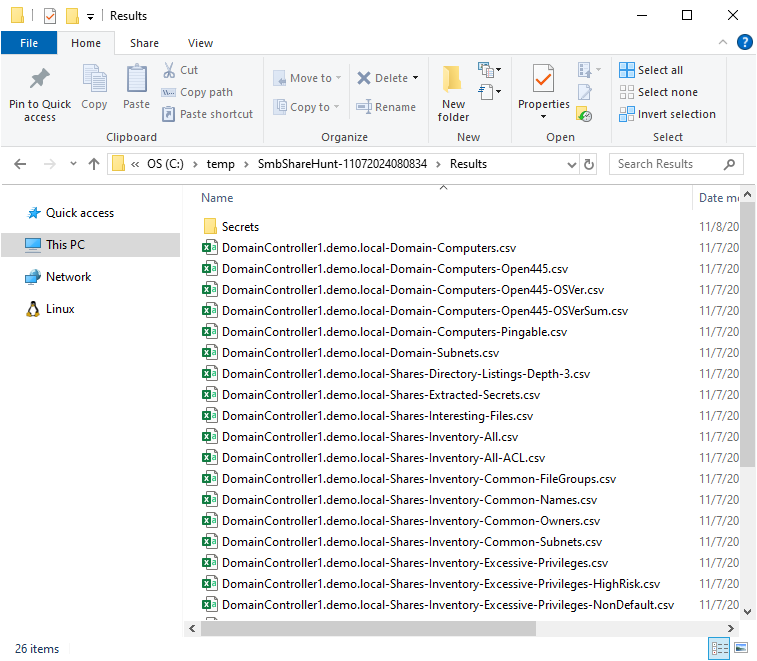 Results
File Home Share View
Pin to Quick access
Copy
Paste
Cut
Copy path
Paste shortcut
Clipboard
Move to
Copy to
Delete
Rename
Organize
New folder
New
Properties
Open
Select all
Select none
Invert selection
Select
« OS (C:) > temp > SmbShareHunt-11072024080834 > Results
Search Results
Quick access
This PC
Network
Linux
Name Date mo
Secrets 11/8/20
DomainController1.demo.local-Domain-Computers.csv 11/7/20
DomainController1.demo.local-Domain-Computers-Open445.csv 11/7/20
DomainController1.demo.local-Domain-Computers-Open445-OSVer.csv 11/7/20
DomainController1.demo.local-Domain-Computers-Open445-OSVerSum.csv 11/7/20
DomainController1.demo.local-Domain-Computers-Pingable.csv 11/7/20
DomainController1.demo.local-Domain-Subnets.csv 11/7/20
DomainController1.demo.local-Shares-Directory-Listings-Depth-3.csv 11/7/20
DomainController1.demo.local-Shares-Extracted-Secrets.csv 11/7/20
DomainController1.demo.local-Shares-Interesting-Files.csv 11/7/20
DomainController1.demo.local-Shares-Inventory-All.csv 11/7/20
DomainController1.demo.local-Shares-Inventory-All-ACL.csv 11/7/20
DomainController1.demo.local-Shares-Inventory-Common-FileGroups.csv 11/7/20
DomainController1.demo.local-Shares-Inventory-Common-Names.csv 11/7/20
DomainController1.demo.local-Shares-Inventory-Common-Owners.csv 11/7/20
DomainController1.demo.local-Shares-Inventory-Common-Subnets.csv 11/7/20
DomainController1.demo.local-Shares-Inventory-Excessive-Privileges.csv 11/7/20
DomainController1.demo.local-Shares-Inventory-Excessive-Privileges-HighRisk.csv 11/7/20
DomainController1.demo.local-Shares-Inventory-Excessive-Privileges-NonDefault.csv 11/7/20
26 items